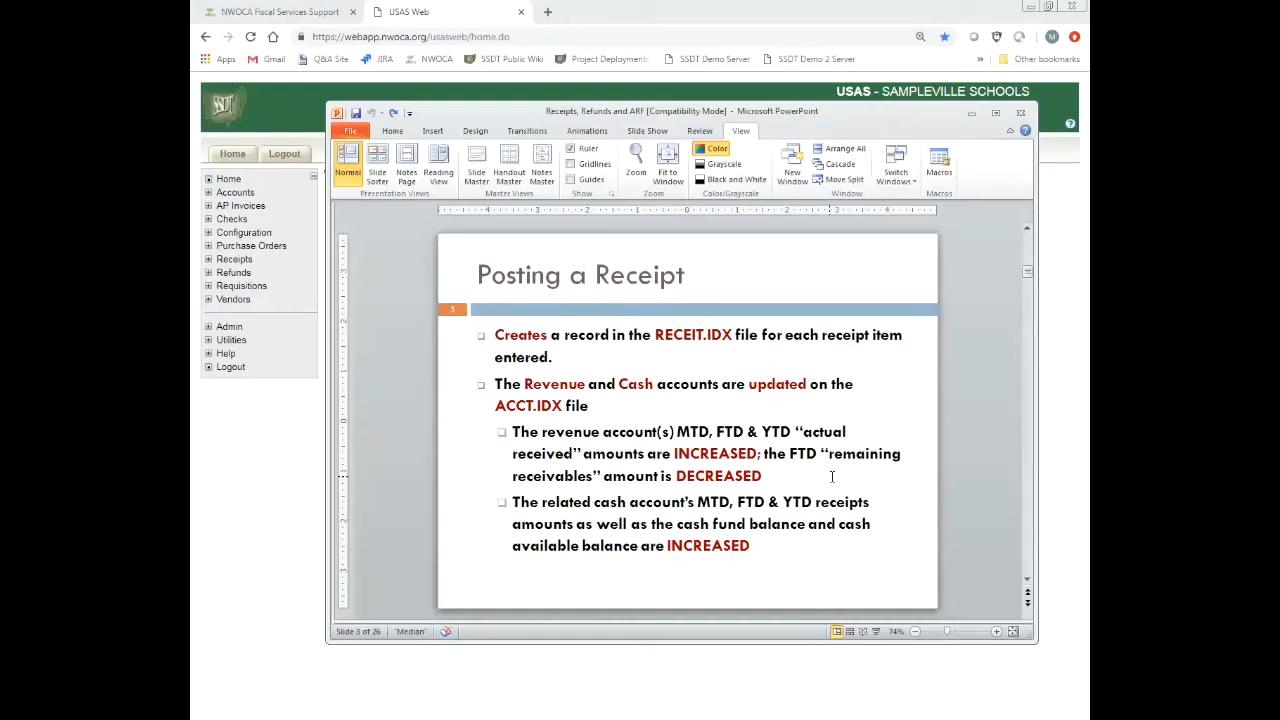 NWOCA Fiscal Services Support
USAS Web
https://webapp.nwoca.org/usasweb/home.do
M
Apps Gmail Q&A Site JIRA NWOCA SSDT Public Wiki Project Deployments SSDT Demo Server SSDT Demo 2 Server » Other bookmarks
SSDT
USAS - SAMPLEVILLE SCHOOLS
Home Logout
Home
Accounts
AP Invoices
Checks
Configuration
Purchase Orders
Receipts
Refunds
Requisitions
Vendors
Admin
Utilities
Help
Logout
Receipts, Refunds and ARF [Compatibility Mode] - Microsoft PowerPoint
File Home Insert Design Transitions Animations Slide Show Review View
Normal
Slide Sorter
Notes Page
Reading View
Presentation Views
Slide Master
Handout Master
Notes Master
Master Views
Ruler
Gridlines
Guides
Show
Zoom
Fit to Window
Zoom
Color
Grayscale
Black and White
Color/Grayscale
New Window
Arrange All
Cascade
Move Split
Switch Windows
Window
Macros
Macros
Posting a Receipt
3
Creates a record in the RECEIT.IDX file for each receipt item
entered.
The Revenue and Cash accounts are updated on the
ACCT.IDX file
The revenue account(s) MTD, FTD & YTD “actual
received” amounts are INCREASED; the FTD “remaining
receivables” amount is DECREASED
The related cash account’s MTD, FTD & YTD receipts
amounts as well as the cash fund balance and cash
available balance are INCREASED
Slide 3 of 26 "Median" 74%